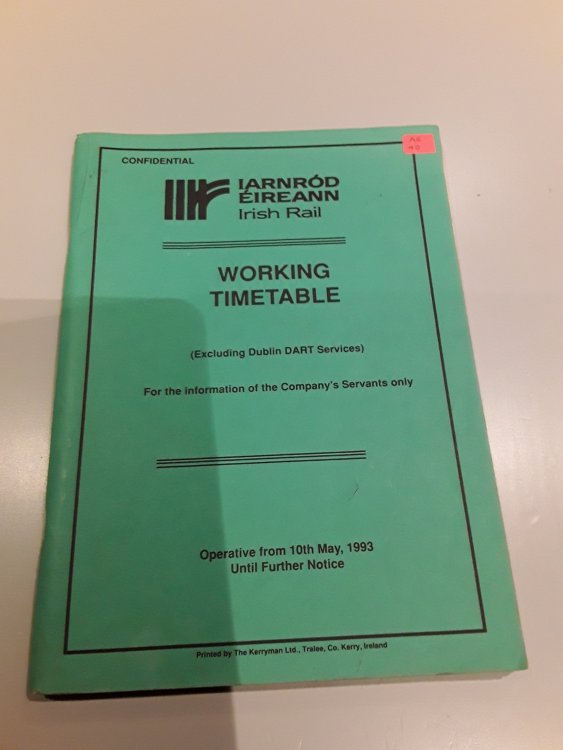 CONFIDENTIAL
IARNRÓD
ÉIREANN
Irish Rail
WORKING
TIMETABLE
(Excluding Dublin DART Services)
For the information of the Company's Servants only
Operative from 10th May, 1993
Until Further Notice
Printed by The Kerryman Ltd., Tralee, Co. Kerry, Ireland